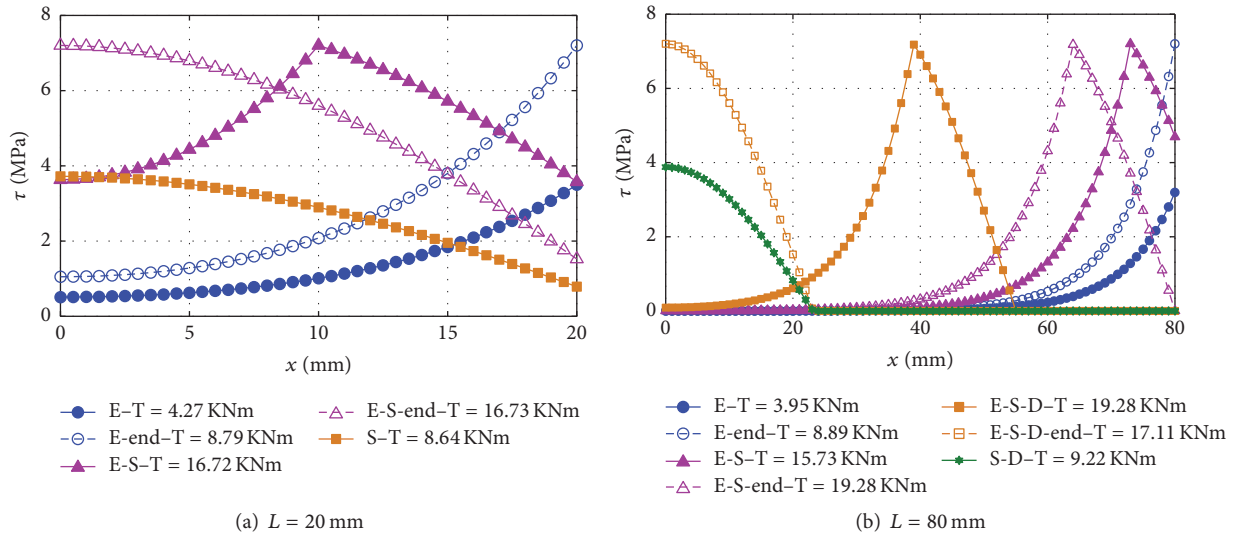 8
6
4
2
0
τ (MPa)
0 5 10 15 20
x (mm)
E–T = 4.27 KNm
E-end–T = 8.79 KNm
E-S–T = 16.72 KNm
E-S-end–T = 16.73 KNm
S–T = 8.64 KNm
(a) L = 20 mm
8
6
4
2
0
τ (MPa)
0 20 40 60 80
x (mm)
E–T = 3.95 KNm
E-end–T = 8.89 KNm
E-S–T = 15.73 KNm
E-S-end–T = 19.28 KNm
E-S-D–T = 19.28 KNm
E-S-D-end–T = 17.11 KNm
S-D–T = 9.22 KNm
(b) L = 80 mm